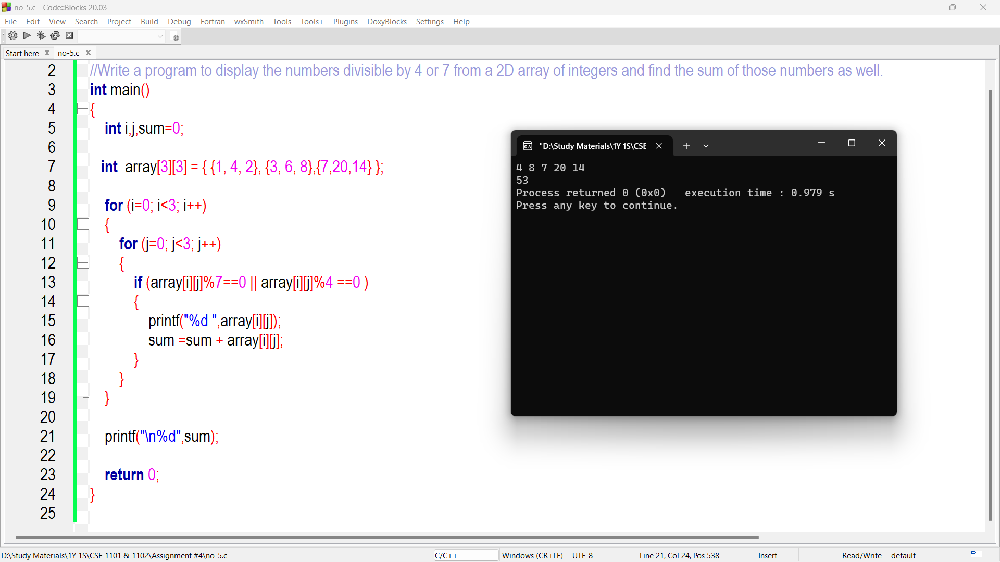 no-5.c - Code::Blocks 20.03
File Edit View Search Project Build Debug Fortran wxSmith Tools Tools+ Plugins DoxyBlocks Settings Help
Start here no-5.c
2 //Write a program to display the numbers divisible by 4 or 7 from a 2D array of integers and find the sum of those numbers as well.
3 int main()
4 {
5 int i,j,sum=0;
6
7 int  array[3][3] = { {1, 4, 2}, {3, 6, 8},{7,20,14} };
8
9 for (i=0; i<3; i++)
10 {
11 for (j=0; j<3; j++)
12 {
13 if (array[i][j]%7==0 || array[i][j]%4 ==0 )
14 {
15 printf("%d ",array[i][j]);
16 sum =sum + array[i][j];
17 }
18 }
19 }
20
21 printf("\n%d",sum);
22
23 return 0;
24 }
25
"D:\Study Materials\1Y 1S\CSE
4 8 7 20 14
53
Process returned 0 (0x0)   execution time : 0.979 s
Press any key to continue.
D:\Study Materials\1Y 1S\CSE 1101 & 1102\Assignment #4\no-5.c C/C++ Windows (CR+LF) UTF-8 Line 21, Col 24, Pos 538 Insert Read/Write default